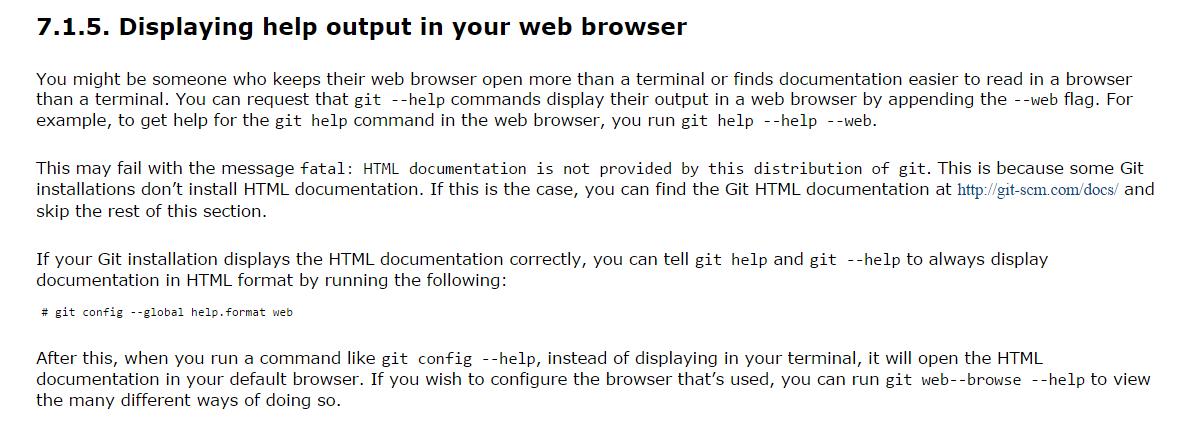 7.1.5. Displaying help output in your web browser
You might be someone who keeps their web browser open more than a terminal or finds documentation easier to read in a browser
than a terminal. You can request that git --help commands display their output in a web browser by appending the --web flag. For
example, to get help for the git help command in the web browser, you run git help --help --web.
This may fail with the message fatal: HTML documentation is not provided by this distribution of git. This is because some Git
installations don’t install HTML documentation. If this is the case, you can find the Git HTML documentation at http://git-scm.com/docs/ and
skip the rest of this section.
If your Git installation displays the HTML documentation correctly, you can tell git help and git --help to always display
documentation in HTML format by running the following:
# git config --global help.format web
After this, when you run a command like git config --help, instead of displaying in your terminal, it will open the HTML
documentation in your default browser. If you wish to configure the browser that’s used, you can run git web--browse --help to view
the many different ways of doing so.